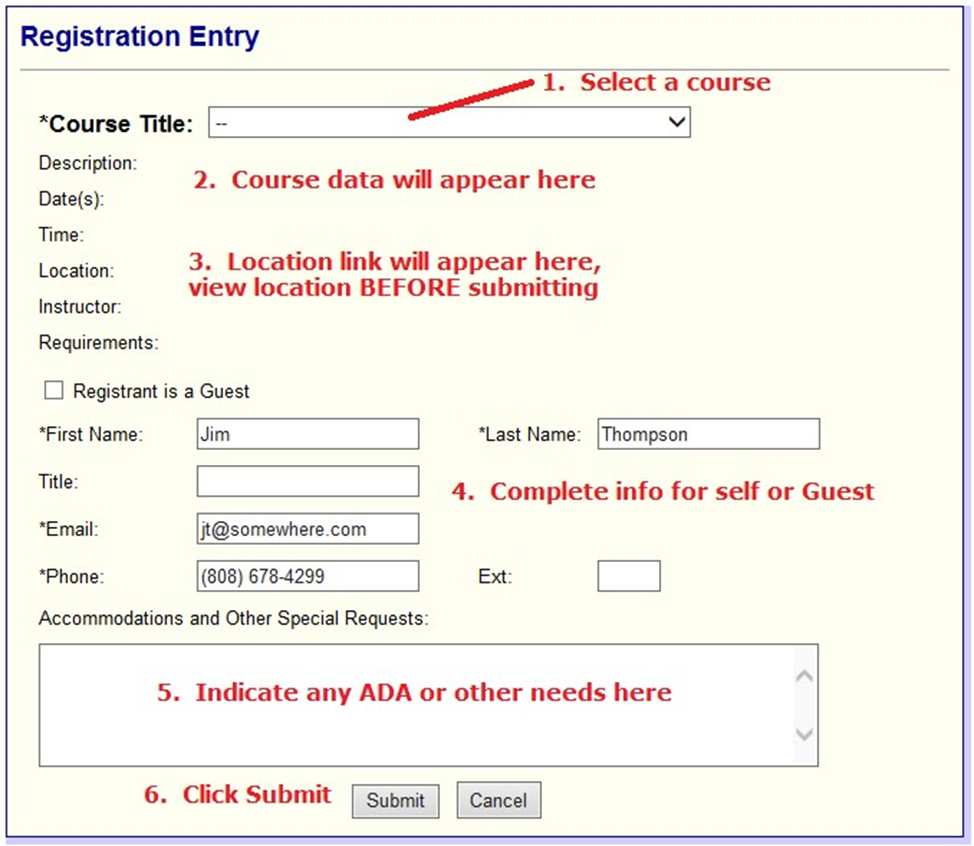 Registration Entry
1. Select a course
*Course Title: --
Description:
2. Course data will appear here
Date(s):
Time:
3. Location link will appear here,
Location:
view location BEFORE submitting
Instructor:
Requirements:
Registrant is a Guest
*First Name: Jim *Last Name: Thompson
Title:
4. Complete info for self or Guest
*Email: jt@somewhere.com
*Phone: (808) 678-4299 Ext:
Accommodations and Other Special Requests:
5. Indicate any ADA or other needs here
6. Click Submit Submit Cancel